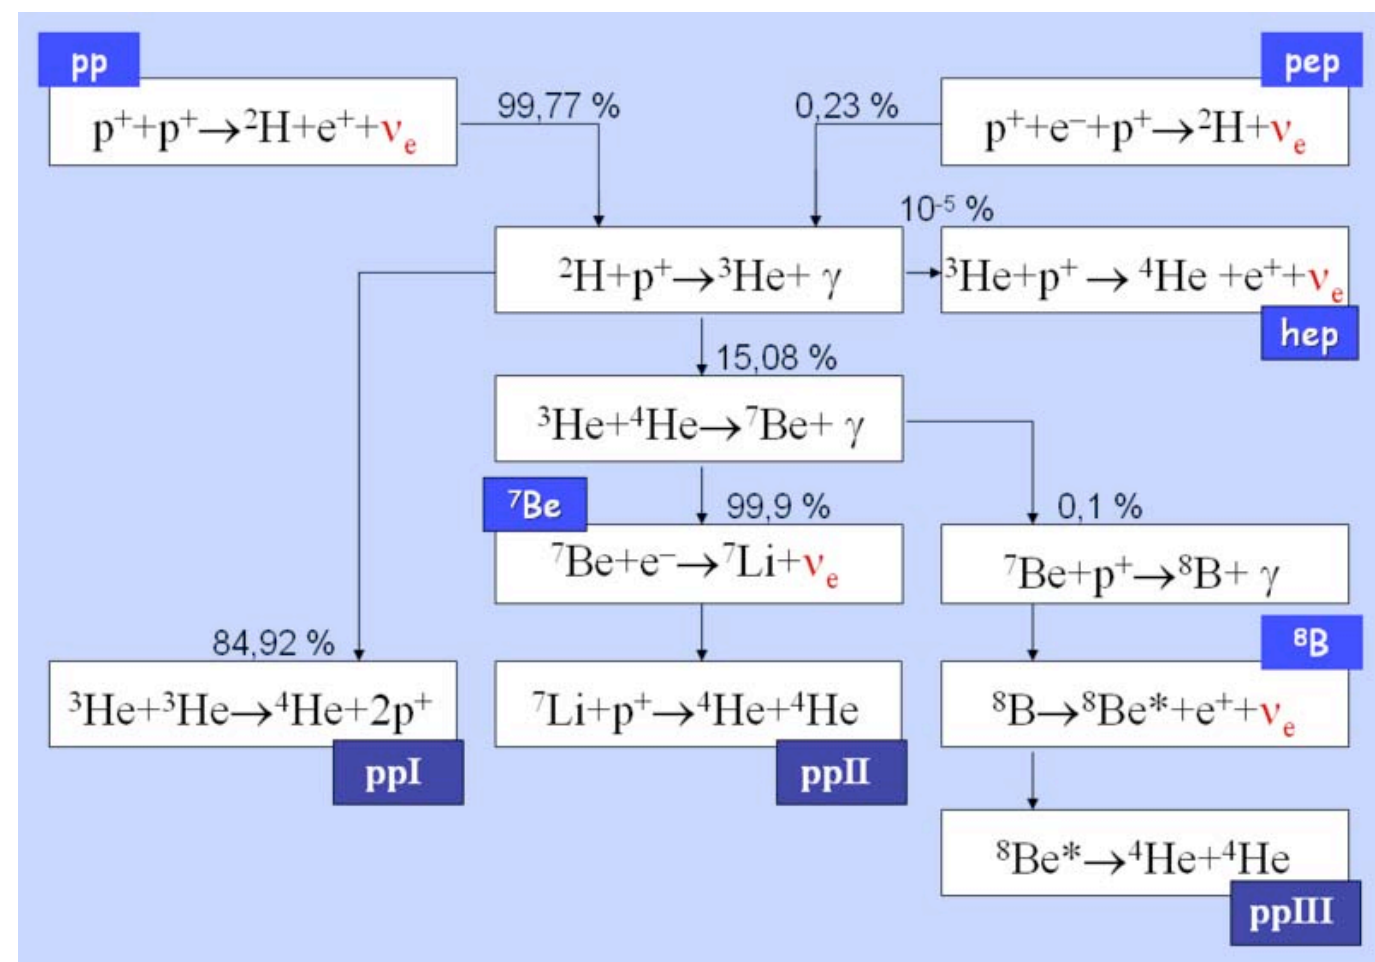 pp
pep
99,77 %
0,23 %
p⁺+p⁺→²H+e⁺+νₑ
p⁺+e⁻+p⁺→²H+νₑ
10⁻⁵ %
²H+p⁺→³He+ γ
³He+p⁺ → ⁴He +e⁺+νₑ
hep
15,08 %
³He+⁴He→⁷Be+ γ
⁷Be
99,9 %
0,1 %
⁷Be+e⁻→⁷Li+νₑ
⁷Be+p⁺→⁸B+ γ
84,92 %
⁸B
³He+³He→⁴He+2p⁺
⁷Li+p⁺→⁴He+⁴He
⁸B→⁸Be*+e⁺+νₑ
ppI
ppII
⁸Be*→⁴He+⁴He
ppIII